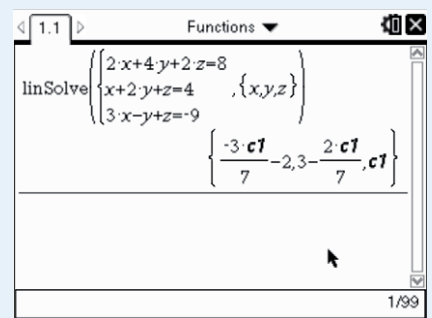 1.1 Functions
2·x+4·y+2·z=8
linSolve( x+2·y+z=4 ,{x,y,z})
3·x−y+z=-9
{-3·c1/7−2,3−2·c1/7,c1}
1/99